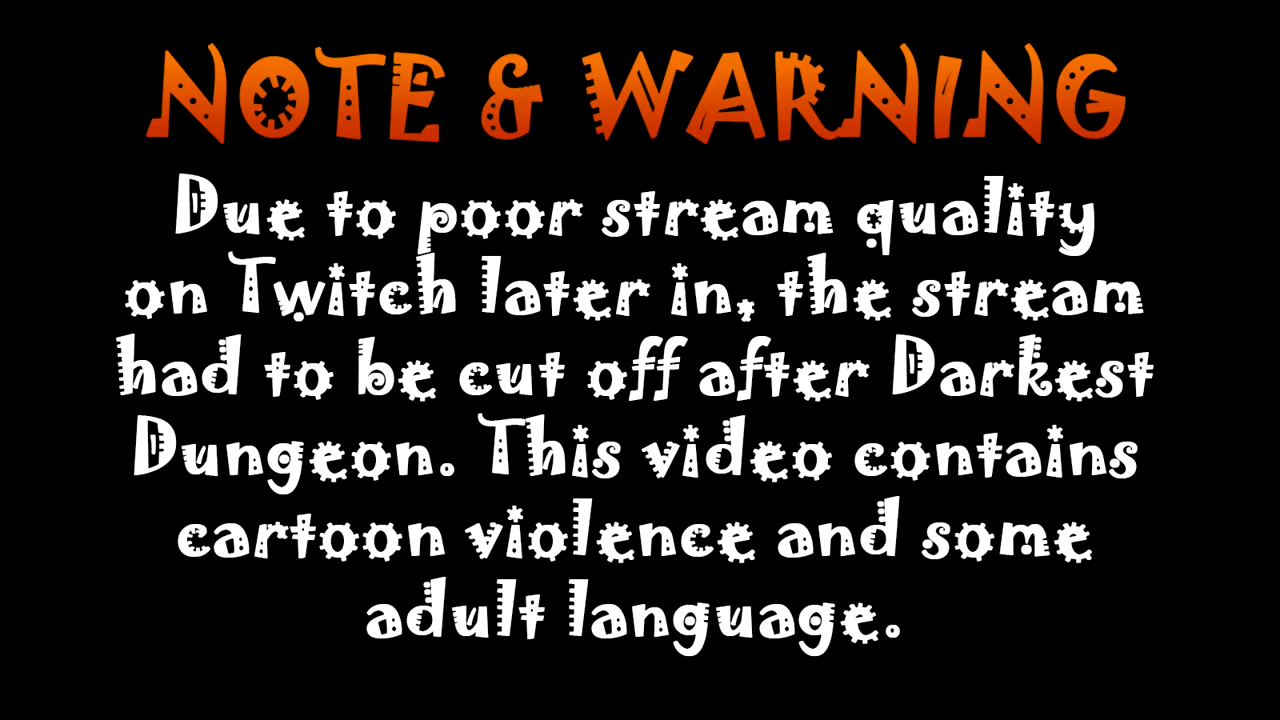 NOTE & WARNING
Due to poor stream quality
on Twitch later in, the stream
had to be cut off after Darkest
Dungeon. This video contains
cartoon violence and some
adult language.